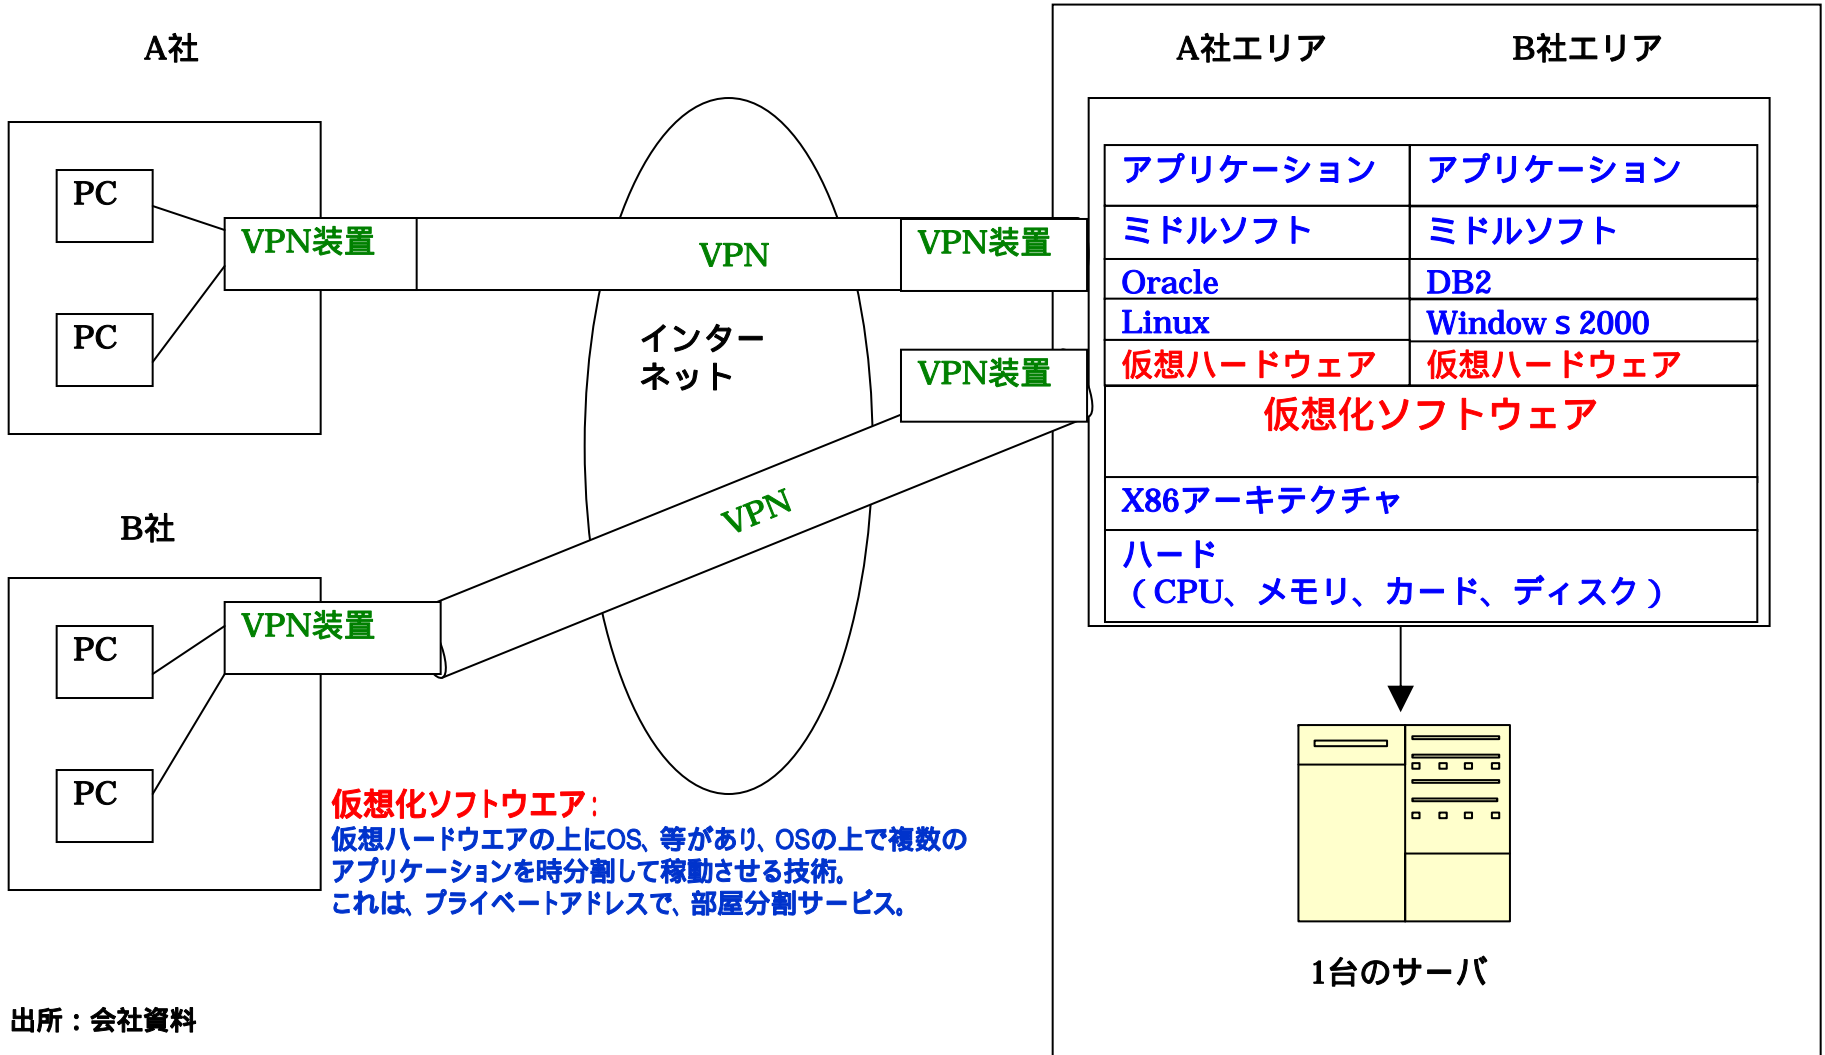 A社
A社エリア
B社エリア
PC
PC
VPN装置
VPN
VPN装置
インター
ネット
VPN装置
VPN
アプリケーション
アプリケーション
ミドルソフト
ミドルソフト
Oracle
DB2
Linux
Windowｓ2000
仮想ハードウェア
仮想ハードウェア
仮想化ソフトウェア
X86アーキテクチャ
ハード
（CPU、メモリ、カード、ディスク）
B社
PC
PC
VPN装置
仮想化ソフトウエア：
仮想ハードウエアの上にOS、等があり、OSの上で複数の
アプリケーションを時分割して稼動させる技術。
これは、プライベートアドレスで、部屋分割サービス。
1台のサーバ
出所：会社資料